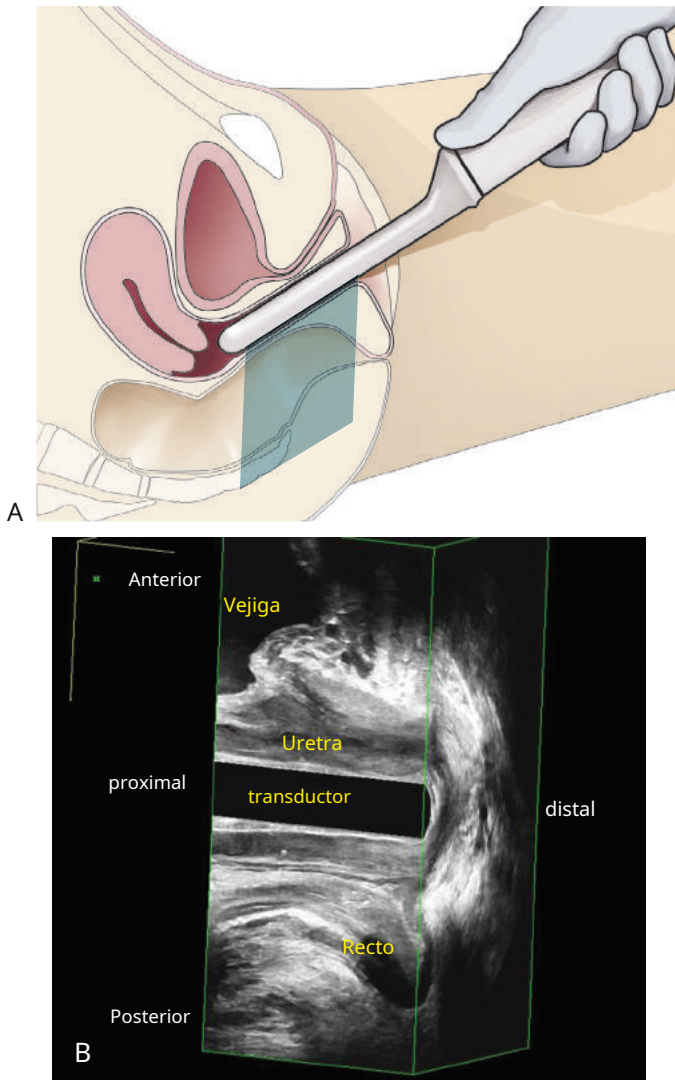 A
Anterior
Vejiga
Uretra
proximal
transductor
distal
Recto
Posterior
B